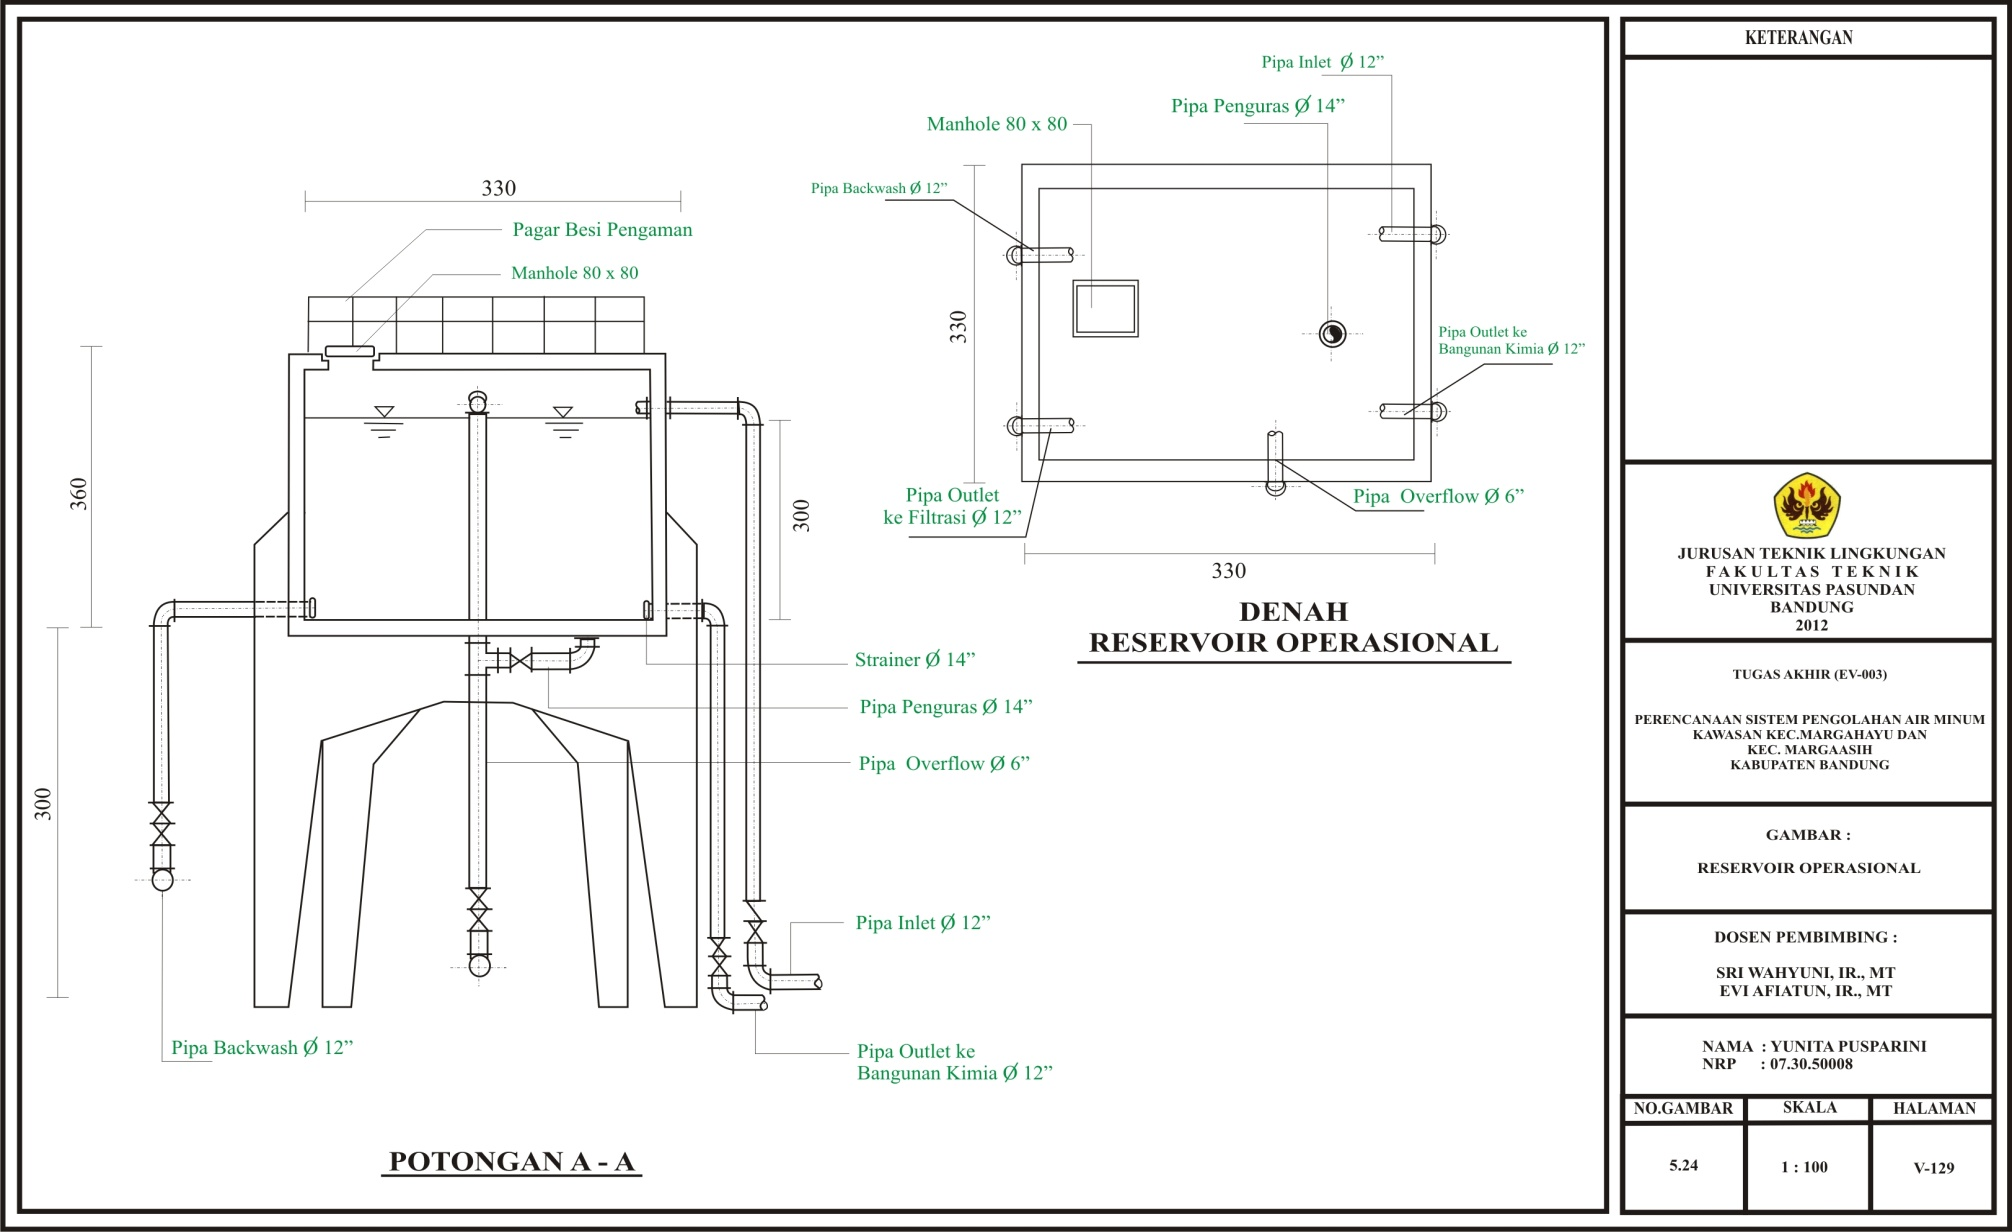 Pipa Inlet Ø 12”
Pipa Penguras Ø 14”
Manhole 80 x 80
Pipa Backwash Ø 12”
330
Pipa Outlet ke
Bangunan Kimia Ø 12”
Pipa Outlet
ke Filtrasi Ø 12”
Pipa Overflow Ø 6”
330
DENAH
RESERVOIR OPERASIONAL
330
Pagar Besi Pengaman
Manhole 80 x 80
360
300
300
Strainer Ø 14”
Pipa Penguras Ø 14”
Pipa Overflow Ø 6”
Pipa Inlet Ø 12”
Pipa Backwash Ø 12”
Pipa Outlet ke
Bangunan Kimia Ø 12”
POTONGAN A - A
KETERANGAN
JURUSAN TEKNIK LINGKUNGAN
FAKULTAS TEKNIK
UNIVERSITAS PASUNDAN
BANDUNG
2012
TUGAS AKHIR (EV-003)
PERENCANAAN SISTEM PENGOLAHAN AIR MINUM
KAWASAN KEC.MARGAHAYU DAN
KEC. MARGAASIH
KABUPATEN BANDUNG
GAMBAR :
RESERVOIR OPERASIONAL
DOSEN PEMBIMBING :
SRI WAHYUNI, IR., MT
EVI AFIATUN, IR., MT
NAMA : YUNITA PUSPARINI
NRP : 07.30.50008
NO.GAMBAR SKALA HALAMAN
5.24 1 : 100 V-129